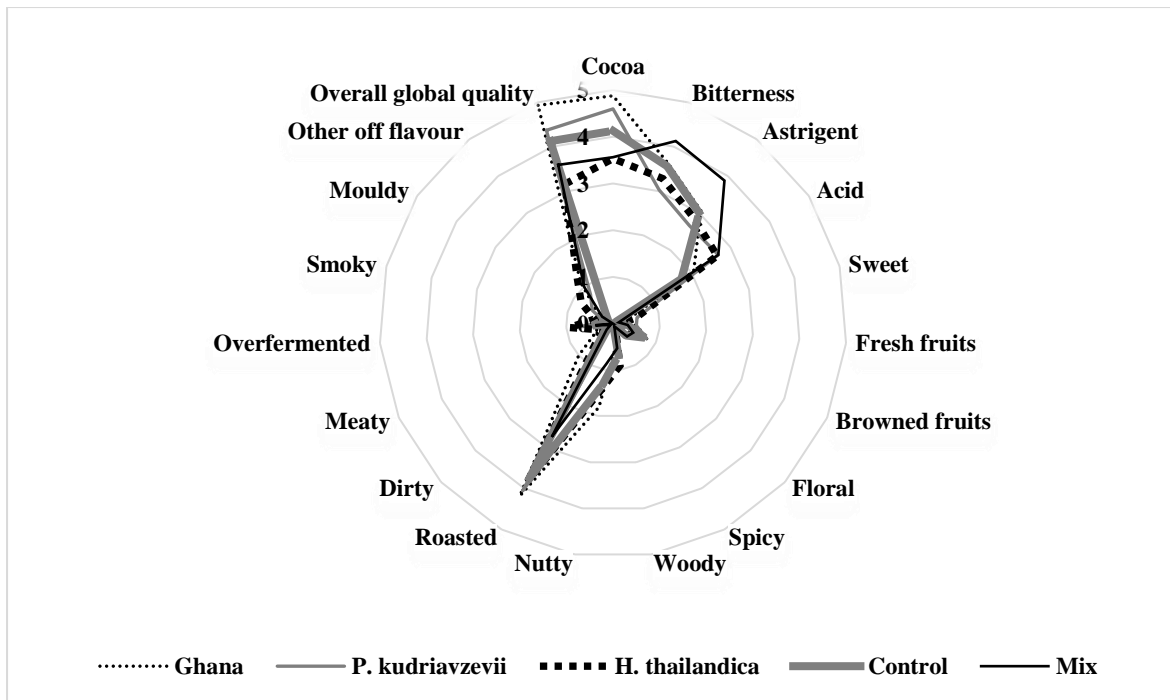 Cocoa
Overall global quality
5
Bitterness
Other off flavour
4
Astrigent
Mouldy
3
Acid
2
Smoky
Sweet
0
Overfermented
Fresh fruits
Meaty
Browned fruits
Dirty
Floral
Roasted
Spicy
Nutty
Woody
Ghana
P. kudriavzevii
H. thailandica
Control
Mix